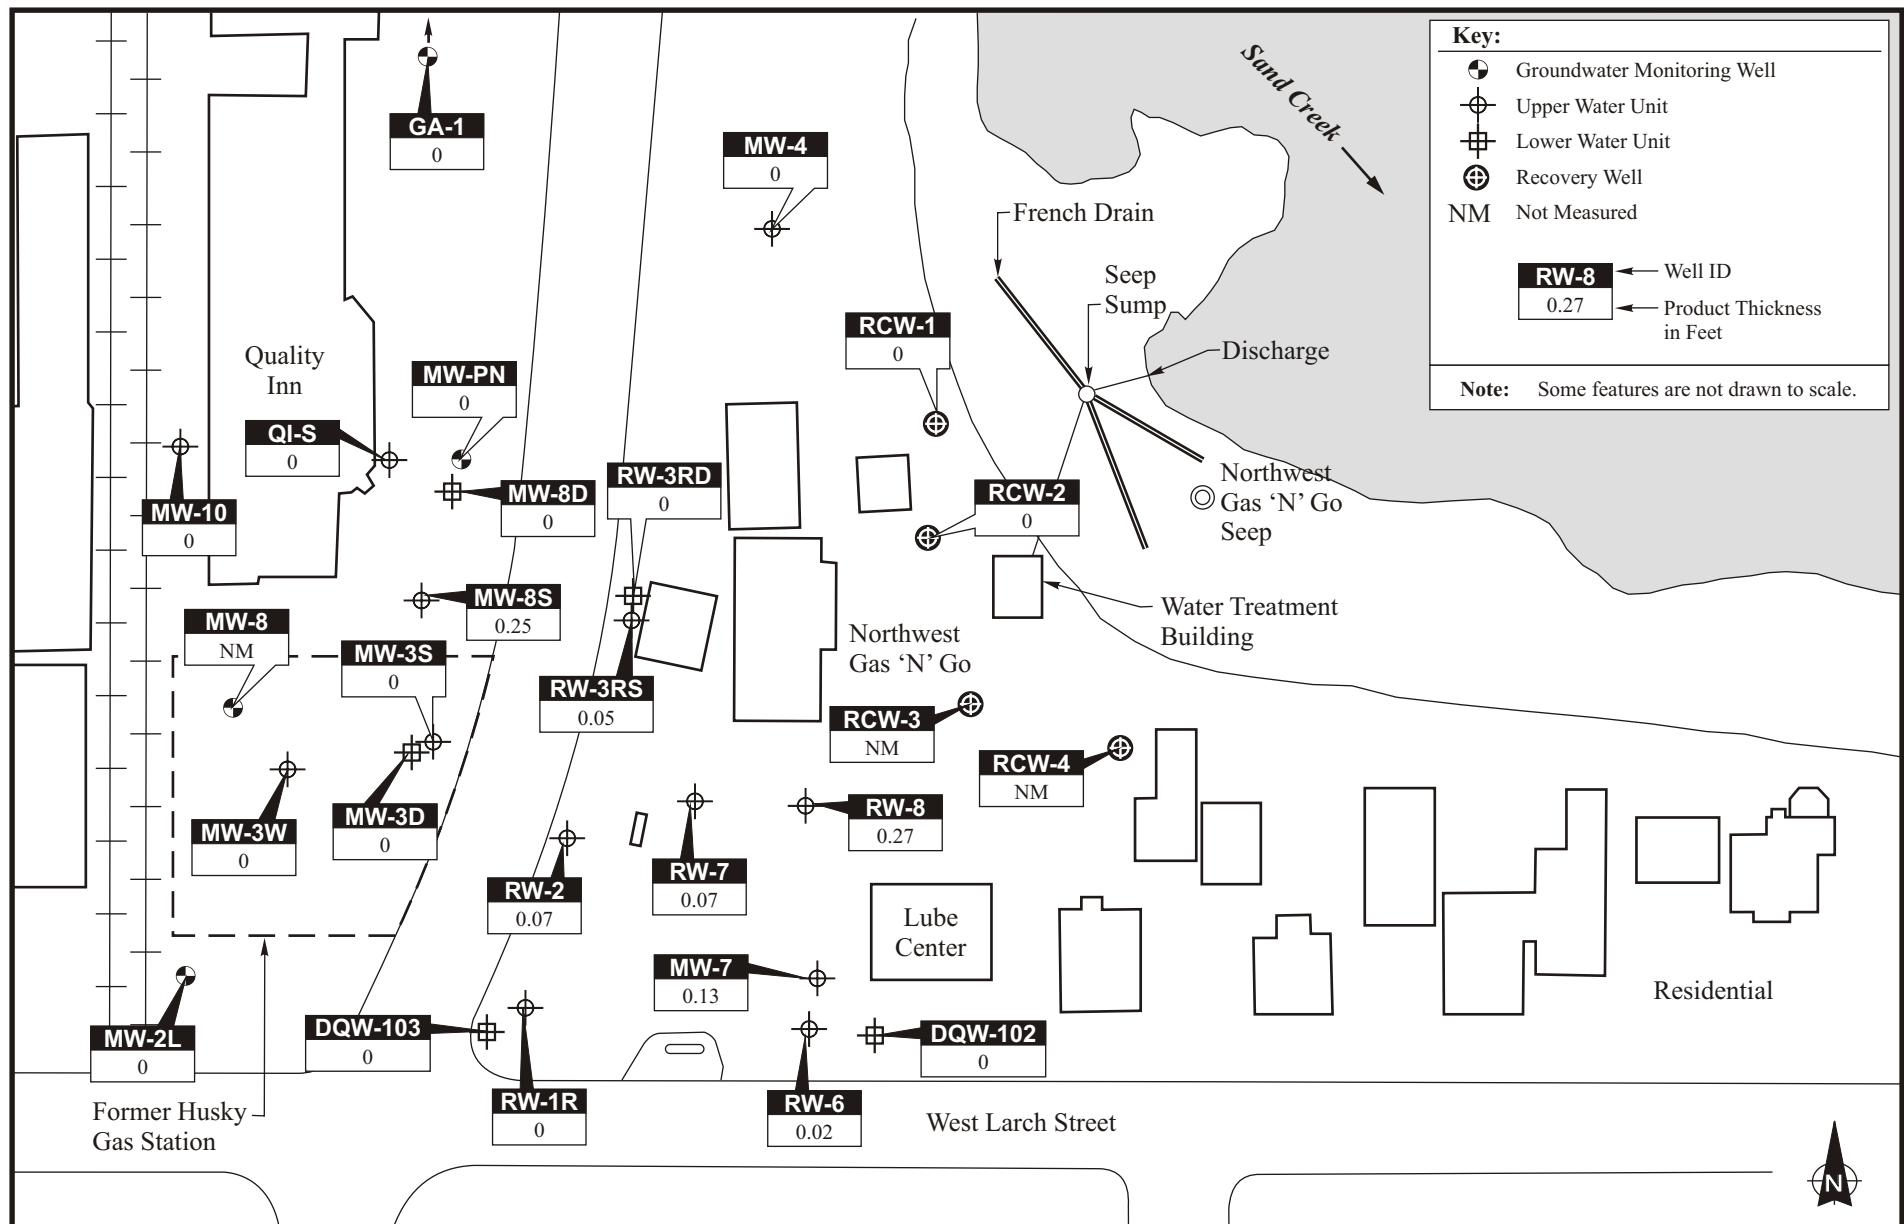 GA-1
0
MW-4
0
Sand Creek
Key:
Groundwater Monitoring Well
Upper Water Unit
Lower Water Unit
Recovery Well
NM Not Measured
RW-8
Well ID
0.27
Product Thickness
in Feet
Note: Some features are not drawn to scale.
French Drain
Seep
Sump
Discharge
RCW-1
0
Quality
Inn
MW-PN
0
QI-S
0
MW-10
0
MW-8D
0
RW-3RD
0
RCW-2
0
Northwest
Gas ‘N’ Go
Seep
MW-8S
0.25
MW-8
NM
MW-3S
0
RW-3RS
0.05
Northwest
Gas ‘N’ Go
Water Treatment
Building
RCW-3
NM
RCW-4
NM
MW-3W
0
MW-3D
0
RW-2
0.07
RW-7
0.07
RW-8
0.27
Lube
Center
MW-7
0.13
Residential
MW-2L
0
DQW-103
0
DQW-102
0
RW-1R
0
RW-6
0.02
Former Husky
Gas Station
West Larch Street
N